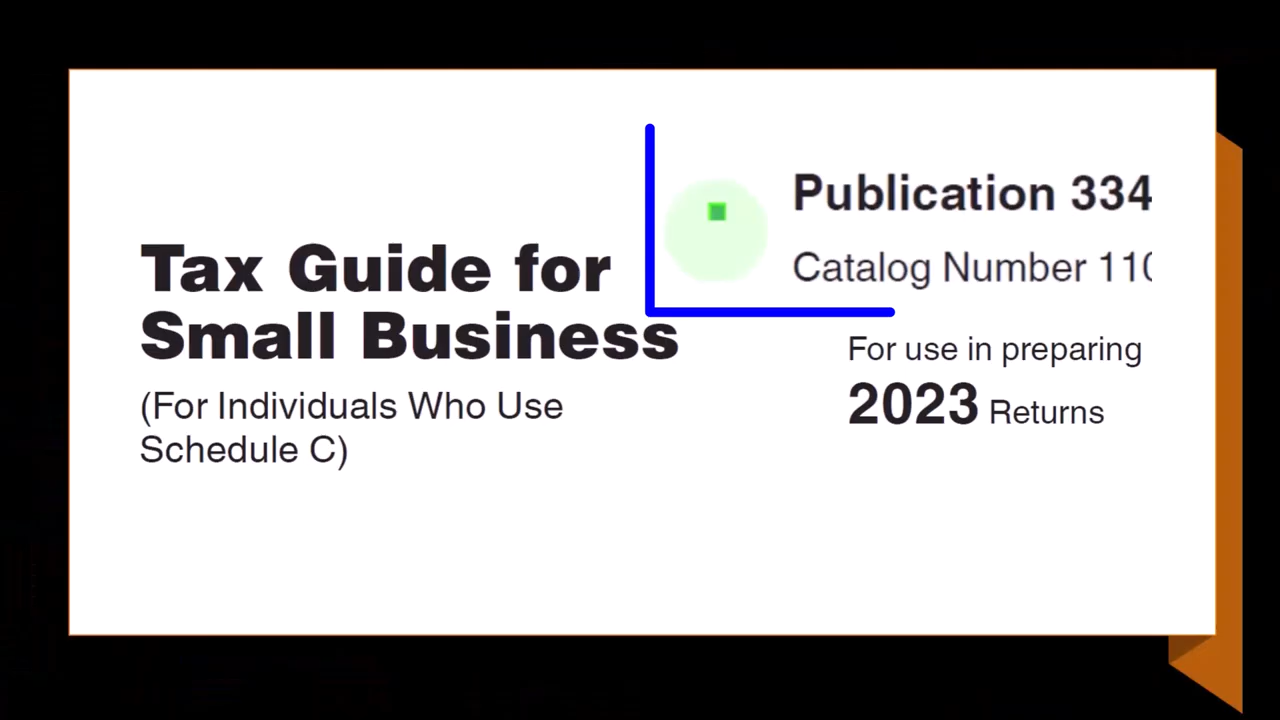 Publication 334
Catalog Number 110
Tax Guide for
Small Business
(For Individuals Who Use
Schedule C)
For use in preparing
2023 Returns